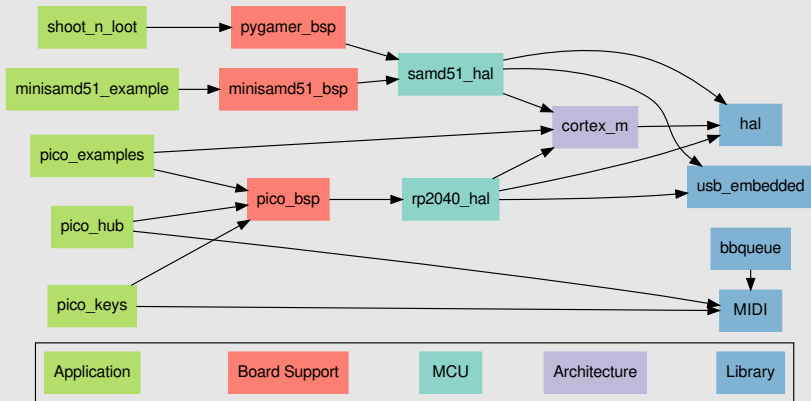 shoot_n_loot
pygamer_bsp
samd51_hal
minisamd51_example
minisamd51_bsp
hal
cortex_m
pico_examples
usb_embedded
pico_bsp
rp2040_hal
pico_hub
bbqueue
pico_keys
MIDI
Application
Board Support
MCU
Architecture
Library